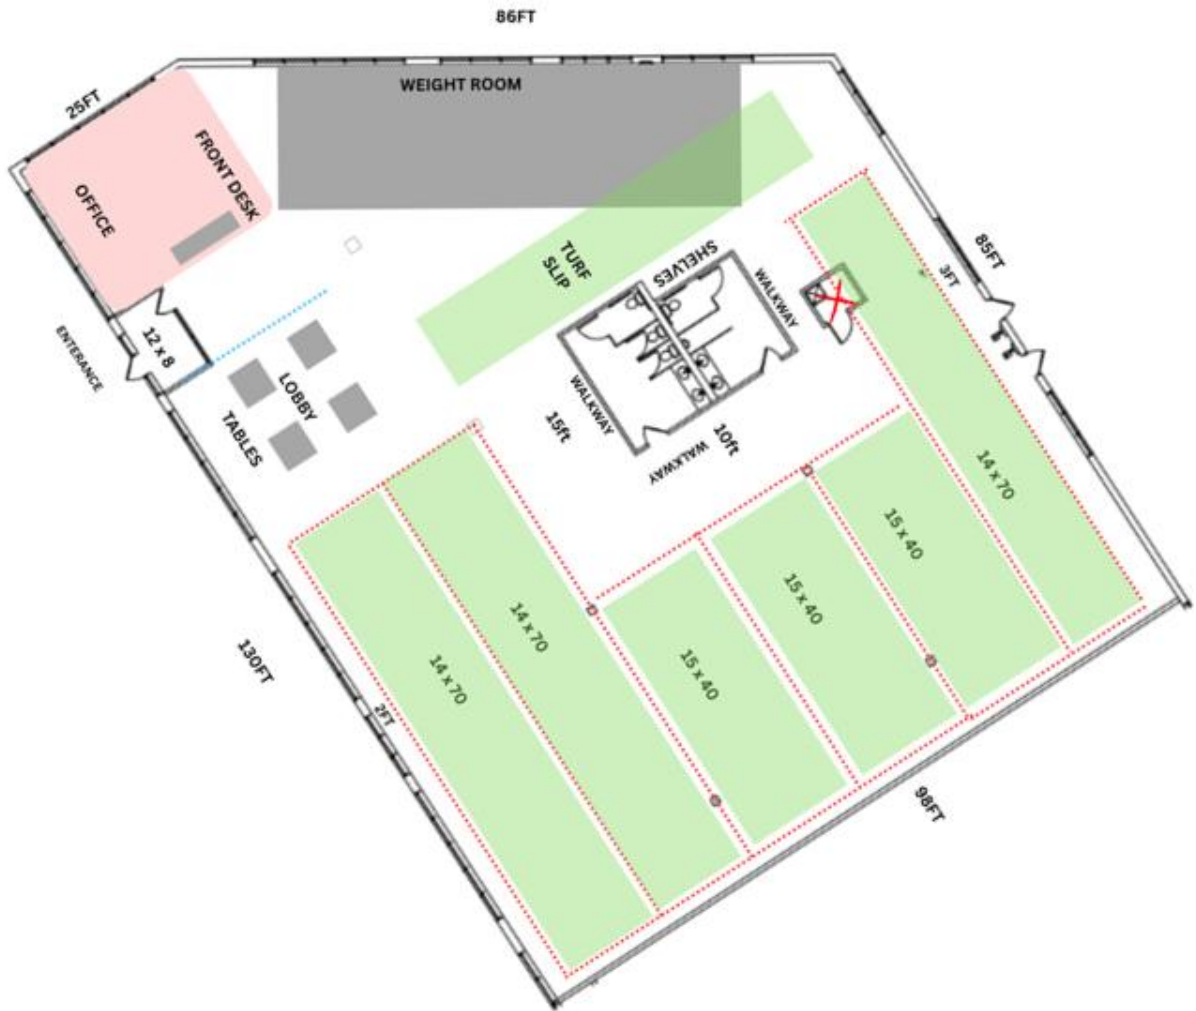 86FT
WEIGHT ROOM
25FT
FRONT DESK
OFFICE
TURF
SLIP
SHELVES
WALKWAY
85FT
3FT
ENTERANCE
12 x 8
LOBBY
TABLES
WALKWAY
15ft
10ft
WALKWAY
14 x 70
15 x 40
15 x 40
15 x 40
14 x 70
14 x 70
130FT
2FT
98FT